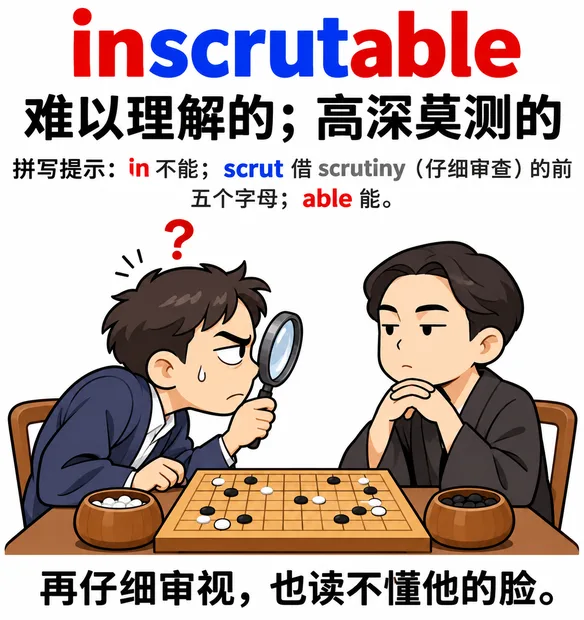 inscrutable
难以理解的；高深莫测的
拼写提示：in 不能；scrut 借 scrutiny（仔细审查）的前
五个字母；able 能。
?
再仔细审视，也读不懂他的脸。